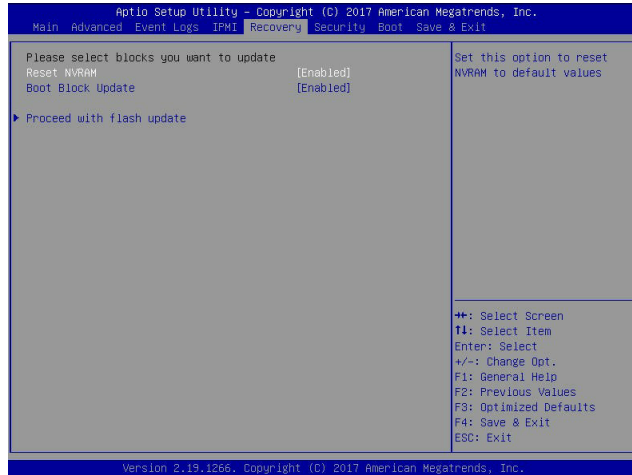 Aptio Setup Utility – Copyright (C) 2017 American Megatrends, Inc.
Main Advanced Event Logs IPMI Recovery Security Boot Save & Exit
Please select blocks you want to update
Reset NVRAM [Enabled]
Boot Block Update [Enabled]
Proceed with flash update
Set this option to reset
NVRAM to default values
→←: Select Screen
↑↓: Select Item
Enter: Select
+/-: Change Opt.
F1: General Help
F2: Previous Values
F3: Optimized Defaults
F4: Save & Exit
ESC: Exit
Version 2.19.1266. Copyright (C) 2017 American Megatrends, Inc.